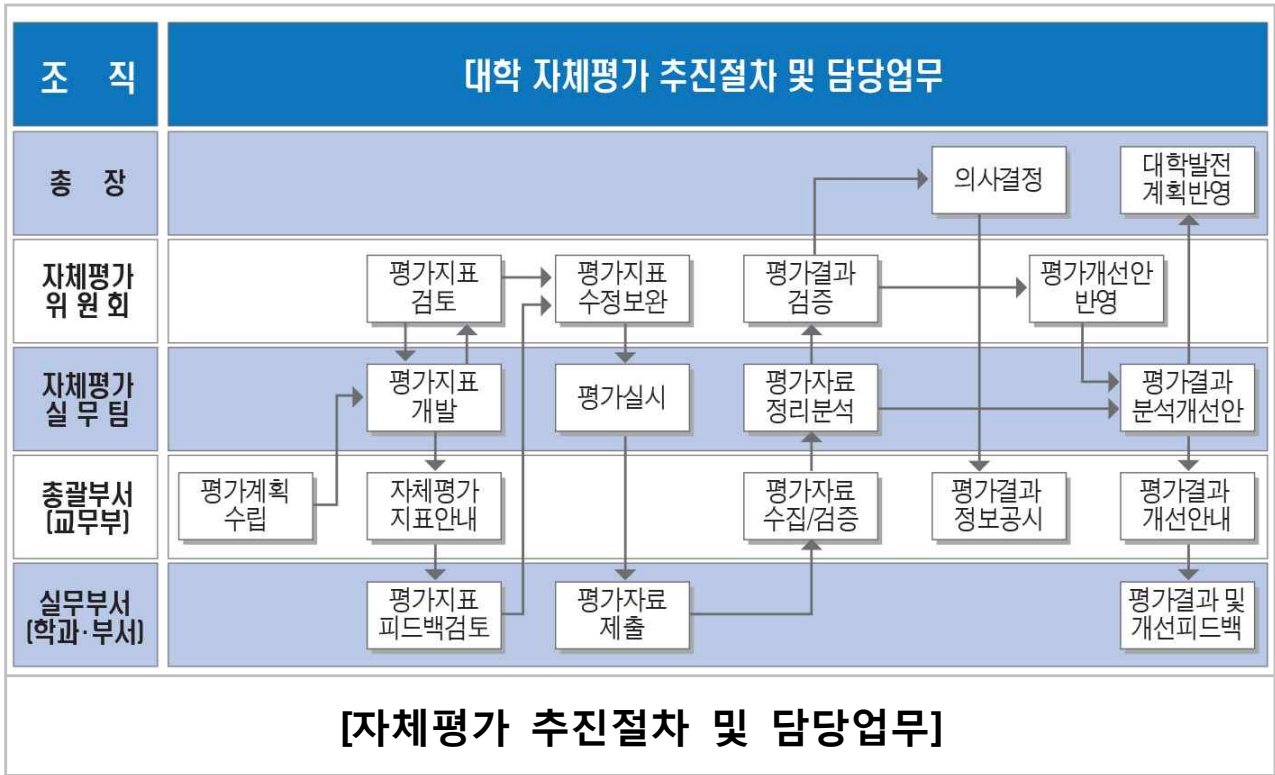 조 직
대학 자체평가 추진절차 및 담당업무
총 장
의사결정
대학발전
계획반영
자체평가
위 원 회
평가지표
검토
평가지표
수정보완
평가결과
검증
평가개선안
반영
자체평가
실 무 팀
평가지표
개발
평가실시
평가자료
정리분석
평가결과
분석개선안
총괄부서
(교무부)
평가계획
수립
자체평가
지표안내
평가자료
수집/검증
평가결과
정보공시
평가결과
개선안내
실무부서
(학과·부서)
평가지표
피드백검토
평가자료
제출
평가결과 및
개선피드백
[자체평가 추진절차 및 담당업무]